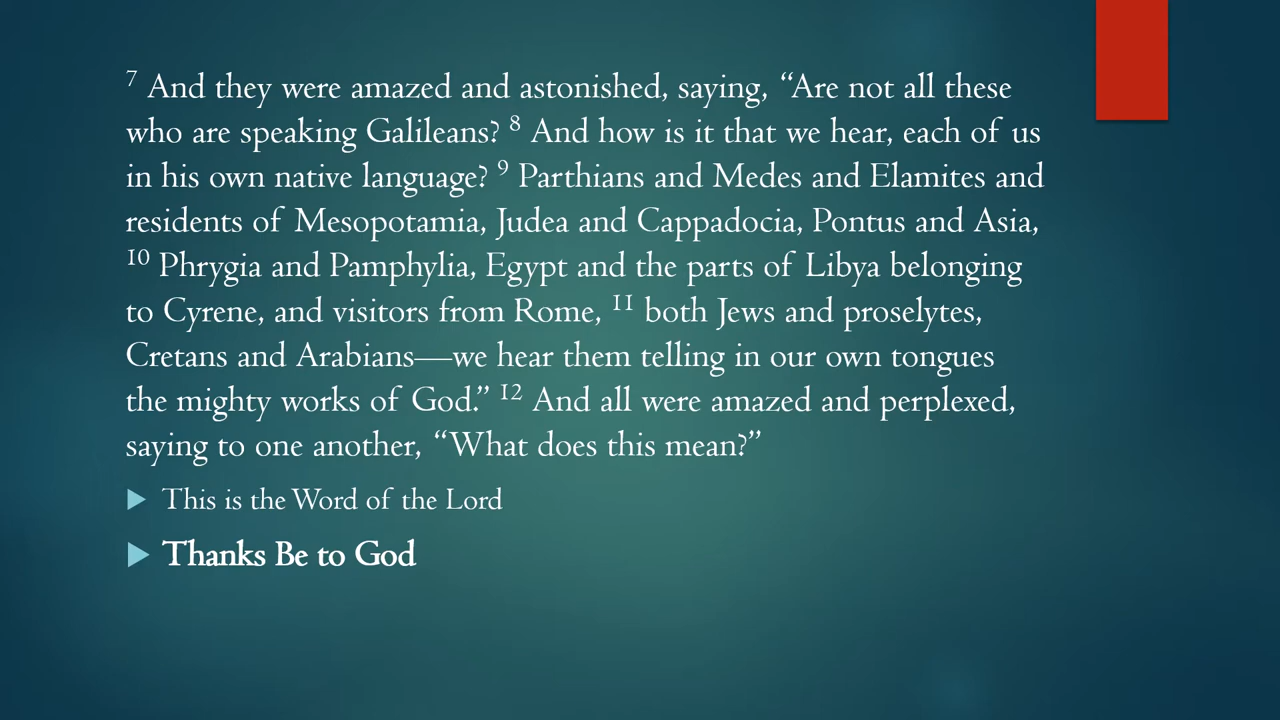 7 And they were amazed and astonished, saying, “Are not all these
who are speaking Galileans? 8 And how is it that we hear, each of us
in his own native language? 9 Parthians and Medes and Elamites and
residents of Mesopotamia, Judea and Cappadocia, Pontus and Asia,
10 Phrygia and Pamphylia, Egypt and the parts of Libya belonging
to Cyrene, and visitors from Rome, 11 both Jews and proselytes,
Cretans and Arabians—we hear them telling in our own tongues
the mighty works of God.” 12 And all were amazed and perplexed,
saying to one another, “What does this mean?”
This is the Word of the Lord
Thanks Be to God